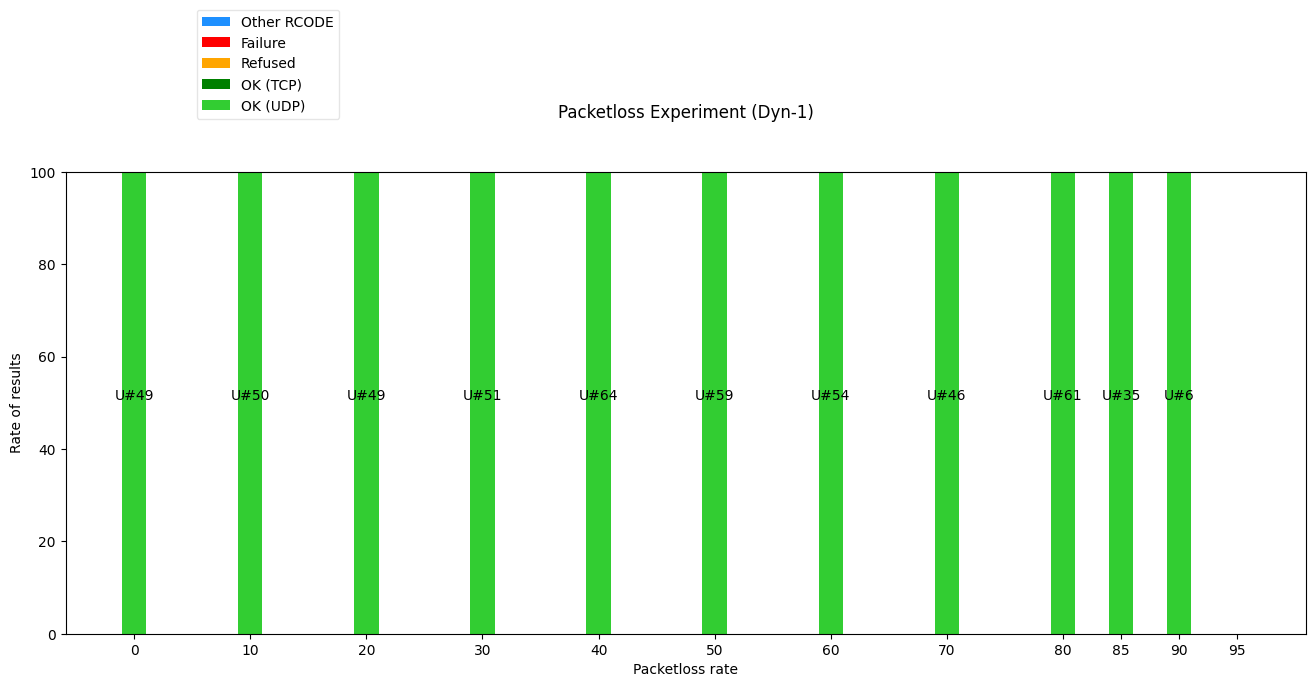 Other RCODE
Failure
Refused
OK (TCP)
OK (UDP)
Packetloss Experiment (Dyn-1)
100
80
60
40
20
0
Rate of results
U#49 U#50 U#49 U#51 U#64 U#59 U#54 U#46 U#61 U#35 U#6
0 10 20 30 40 50 60 70 80 85 90 95
Packetloss rate